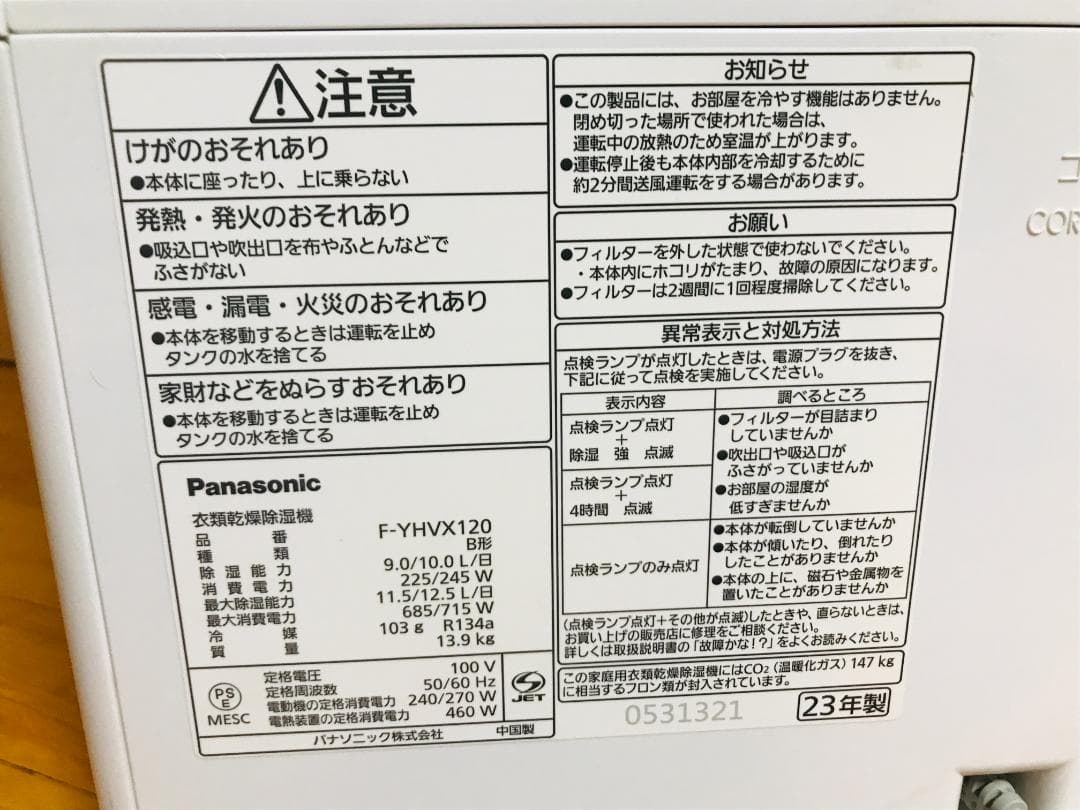 注意
けがのおそれあり
●本体に座ったり、上に乗らない
発熱・発火のおそれあり
●吸込口や吹出口を布やふとんなどで
ふさがない
感電・漏電・火災のおそれあり
●本体を移動するときは運転を止め
タンクの水を捨てる
家財などをぬらすおそれあり
●本体を移動するときは運転を止め
タンクの水を捨てる
Panasonic
衣類乾燥除湿機
品番 F-YHVX120
種類 B形
除湿能力 9.0/10.0 L/日
消費電力 225/245 W
最大除湿能力 11.5/12.5 L/日
最大消費電力 685/715 W
冷媒 103 g R134a
質量 13.9 kg
PS
E
MESC
定格電圧 100 V
定格周波数 50/60 Hz
電動機の定格消費電力 240/270 W
電熱装置の定格消費電力 460 W
JET
パナソニック株式会社 中国製
お知らせ
●この製品には、お部屋を冷やす機能はありません。
閉め切った場所で使われた場合は、
運転中の放熱のため室温が上がります。
●運転停止後も本体内部を冷却するために
約2分間送風運転をする場合があります。
お願い
●フィルターを外した状態で使わないでください。
・本体内にホコリがたまり、故障の原因になります。
●フィルターは2週間に1回程度掃除してください。
異常表示と対処方法
点検ランプが点灯したときは、電源プラグを抜き、
下記に従って点検を実施してください。
表示内容 調べるところ
点検ランプ点灯
+
除湿 強 点滅
点検ランプ点灯
+
4時間 点滅
●フィルターが目詰まり
していませんか
●吹出口や吸込口が
ふさがっていませんか
●お部屋の湿度が
低すぎませんか
点検ランプのみ点灯
●本体が転倒していませんか
●本体が傾いたり、倒れたり
したことがありませんか
●本体の上に、磁石や金属物を
置いたことがありませんか
(点検ランプ点灯+その他が点滅)したときや、直らないときは、
お買い上げの販売店に修理をご相談ください。
詳しくは取扱説明書の「故障かな!?」をよくお読みください。
この家庭用衣類乾燥除湿機にはCO₂(温暖化ガス)147 kg
に相当するフロン類が封入されています。
0531321
23年製
コ
COR